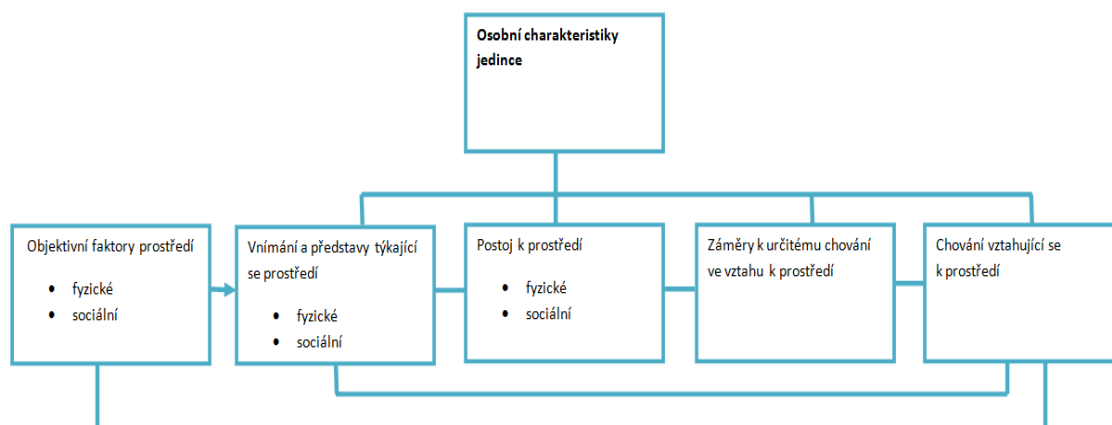 Osobní charakteristiky
jedince
Objektivní faktory prostředí
• fyzické
• sociální
Vnímání a představy týkající
se prostředí
• fyzické
• sociální
Postoj k prostředí
• fyzické
• sociální
Záměry k určitému chování
ve vztahu k prostředí
Chování vztahující se
k prostředí